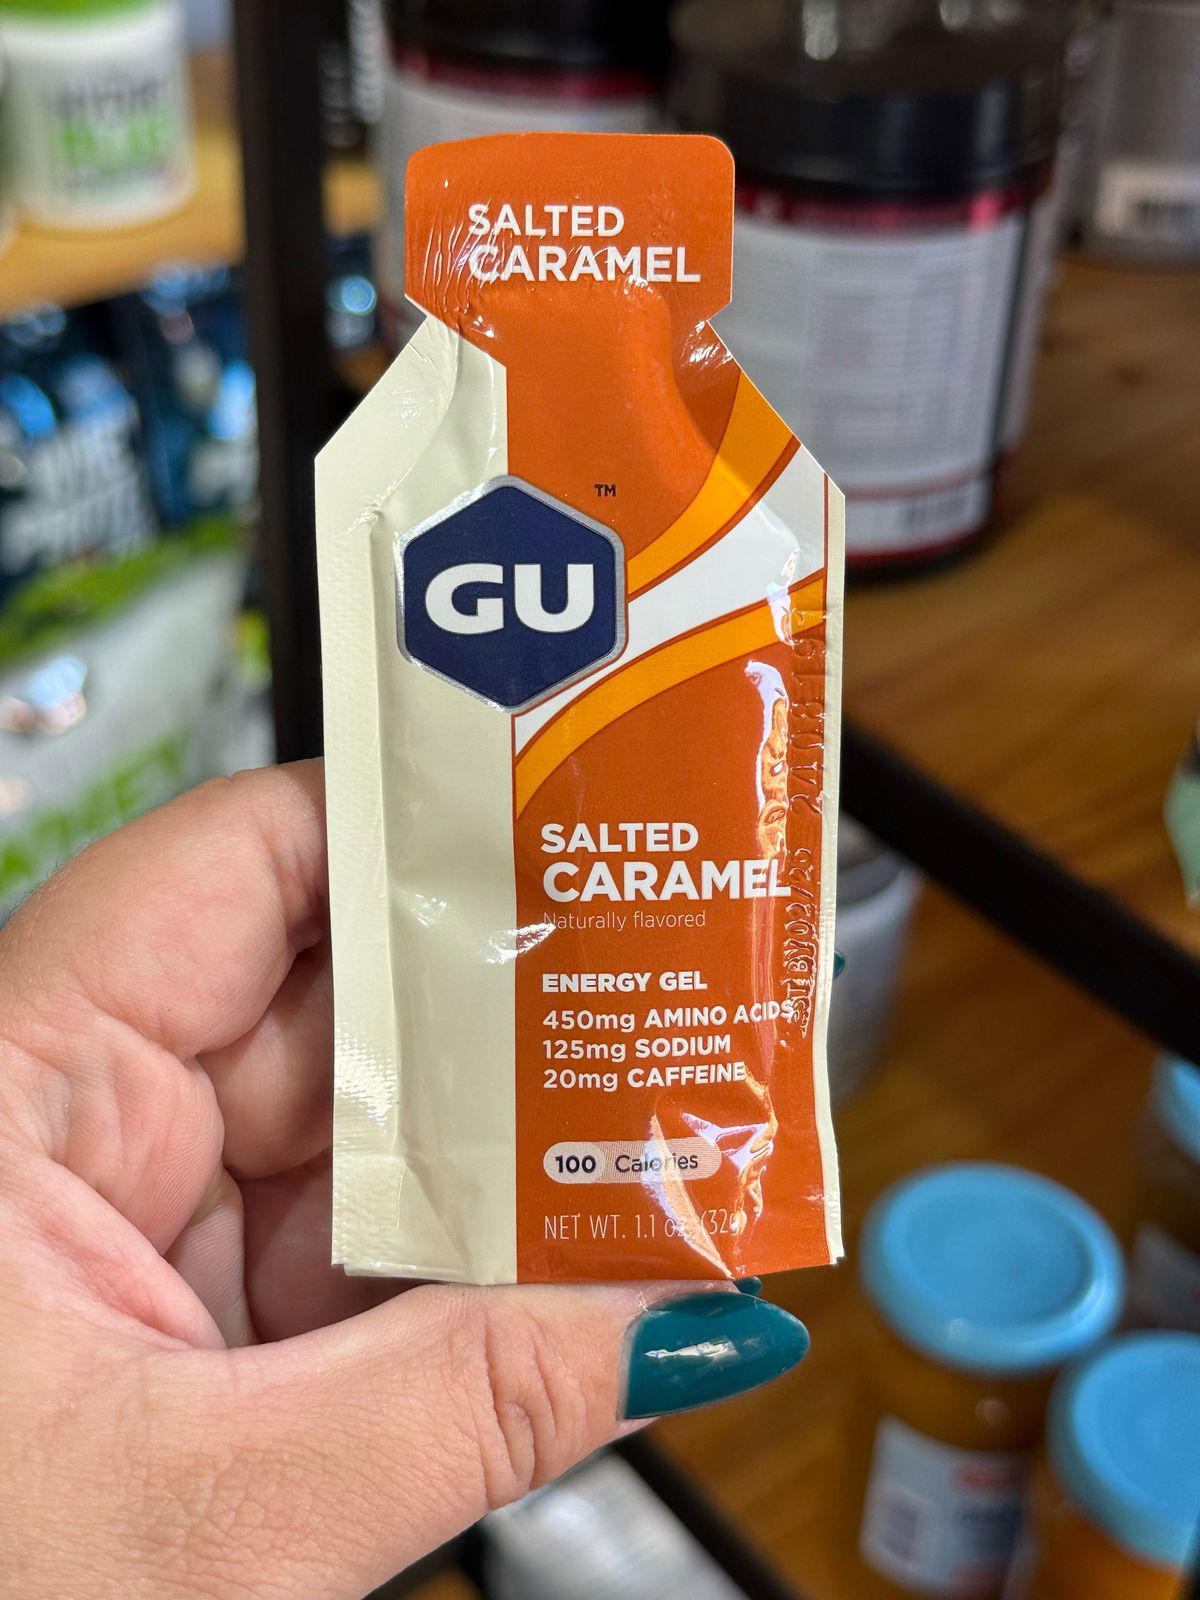 SALTED
CARAMEL
TM
GU
SALTED
CARAMEL
Naturally flavored
ENERGY GEL
450mg AMINO ACIDS
125mg SODIUM
20mg CAFFEINE
100 Calories
NET WT. 1.1 oz. (32g)